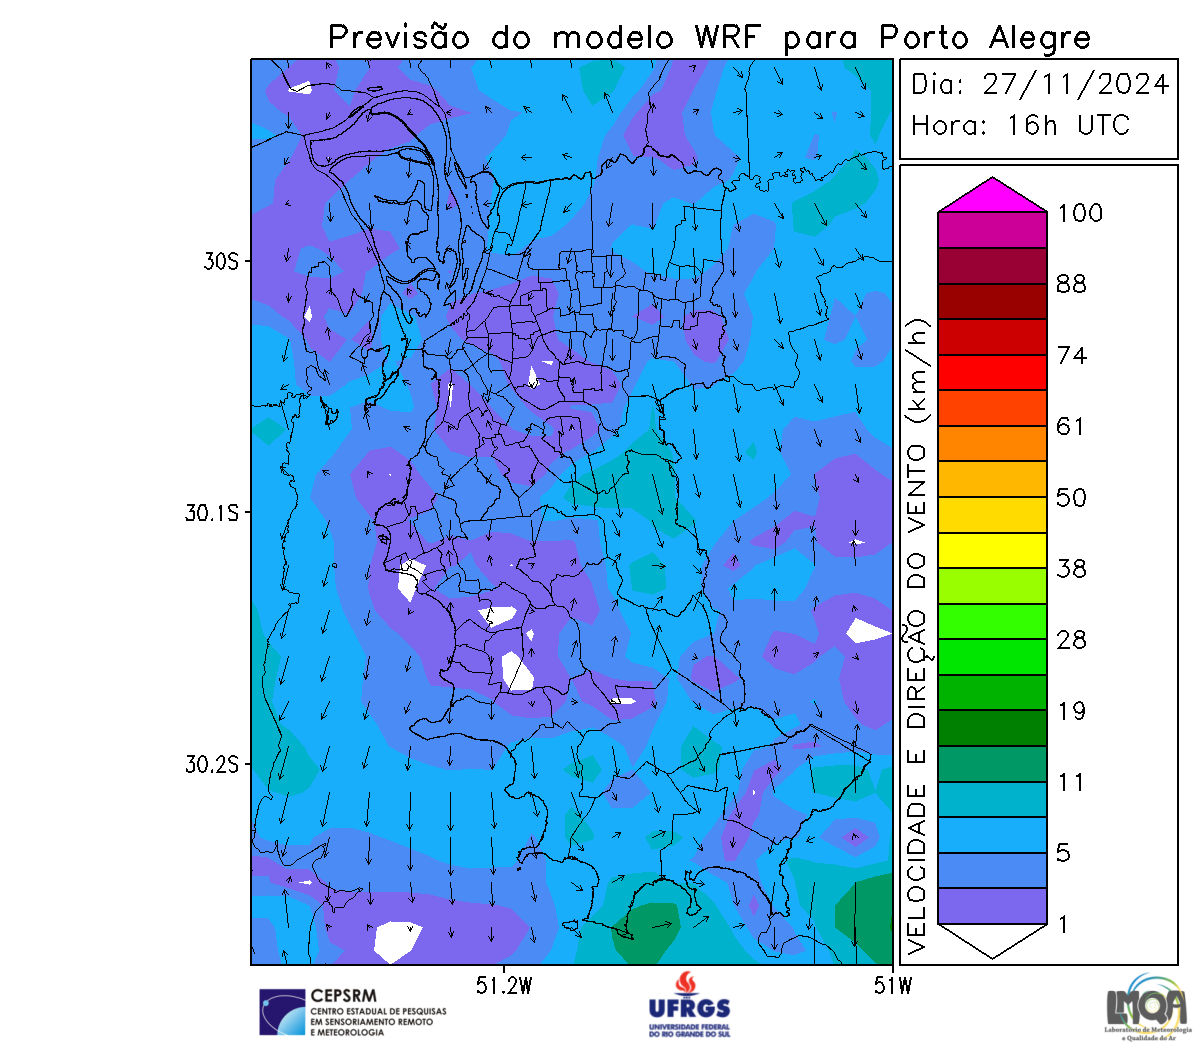 Previsão do modelo WRF para Porto Alegre
Dia: 27/11/2024
Hora: 16h UTC
30S
30.1S
30.2S
51.2W
51W
VELOCIDADE E DIREÇÃO DO VENTO (km/h)
100
88
74
61
50
38
28
19
11
5
1
CEPSRM
CENTRO ESTADUAL DE PESQUISAS
EM SENSORIAMENTO REMOTO
E METEOROLOGIA
UFRGS
UNIVERSIDADE FEDERAL
DO RIO GRANDE DO SUL
LMQA
Laboratório de Meteorologia
e Qualidade do Ar